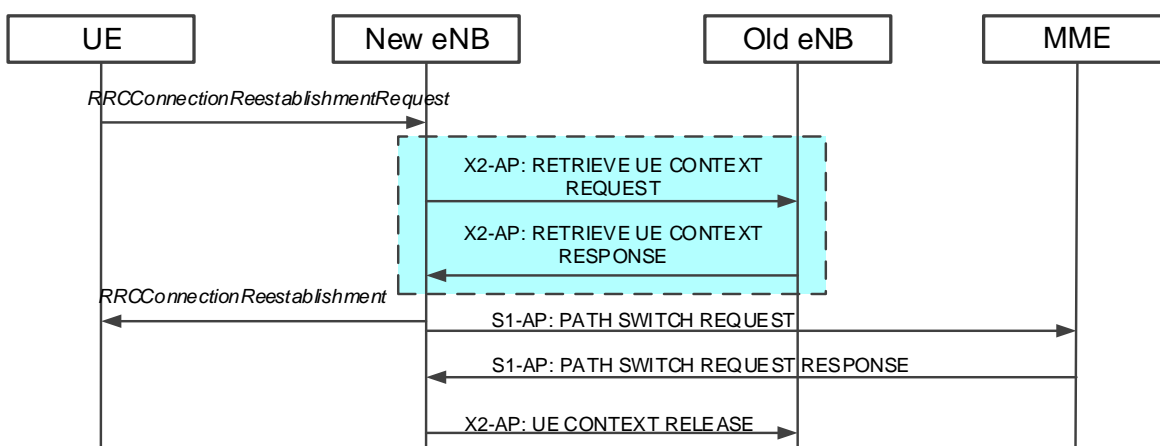 UE
New eNB
Old eNB
MME
RRCConnectionReestablishmentRequest
X2-AP: RETRIEVE UE CONTEXT
REQUEST
X2-AP: RETRIEVE UE CONTEXT
RESPONSE
RRCConnectionReestablishment
S1-AP: PATH SWITCH REQUEST
S1-AP: PATH SWITCH REQUEST RESPONSE
X2-AP: UE CONTEXT RELEASE